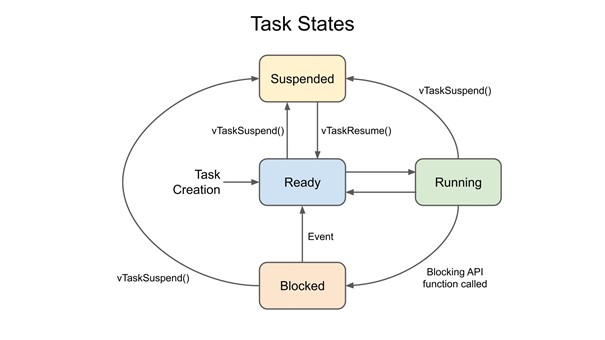 Task States
Suspended
vTaskSuspend()
vTaskSuspend()
vTaskResume()
Task
Creation
Ready
Running
Event
vTaskSuspend()
Blocked
Blocking API
function called